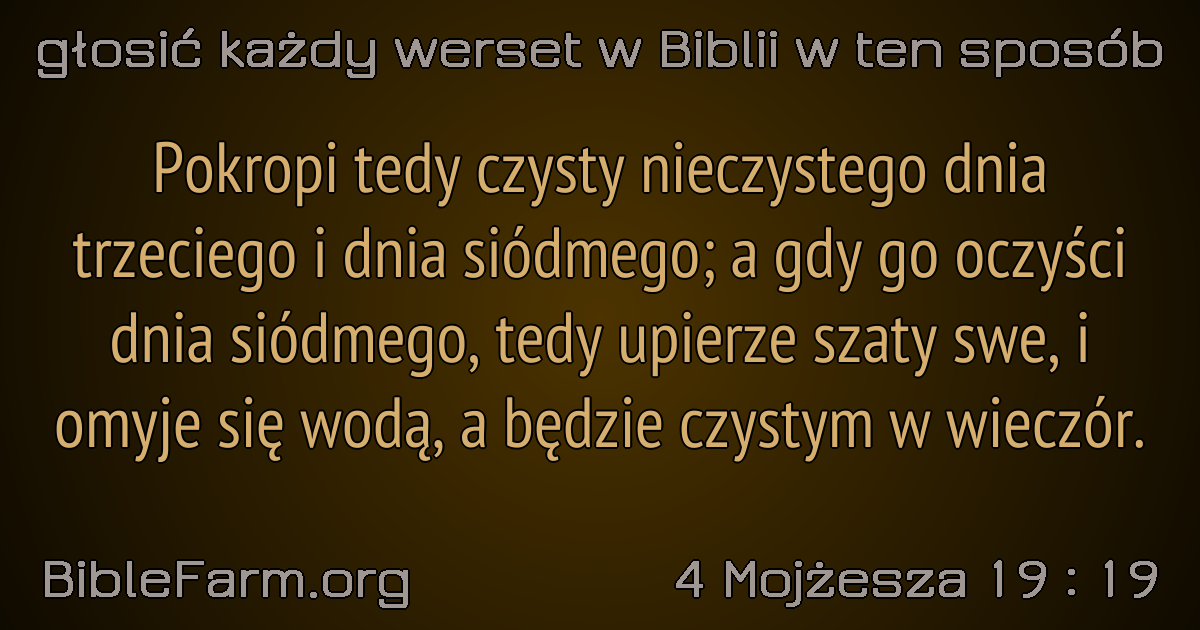 głosić każdy werset w Biblii w ten sposób
Pokropi tedy czysty nieczystego dnia
trzeciego i dnia siódmego; a gdy go oczyści
dnia siódmego, tedy upierze szaty swe, i
omyje się wodą, a będzie czystym w wieczór.
BibleFarm.org
4 Mojżesza 19 : 19